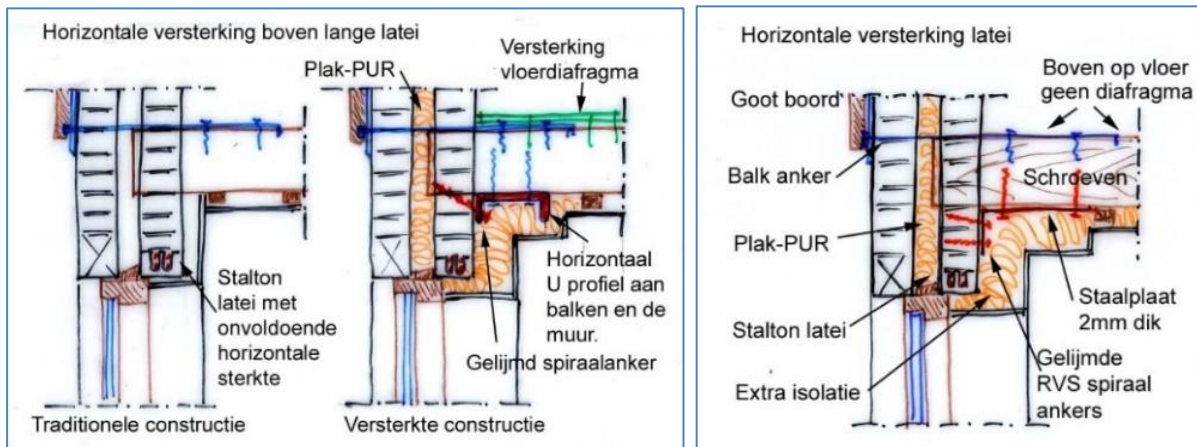 Horizontale versterking boven lange latei
Plak-PUR
Versterking
vloerdiafragma
Stalton
latei met
onvoldoende
horizontale
sterkte
Horizontaal
U profiel aan
balken en de
muur.
Gelijmd spiraalanker
Traditionele constructie
Versterkte constructie
Horizontale versterking latei
Goot boord
Boven op vloer
geen diafragma
Balk anker
Schroeven
Plak-PUR
Stalton latei
Staalplaat
2mm dik
Extra isolatie
Gelijmde
RVS spiraal
ankers